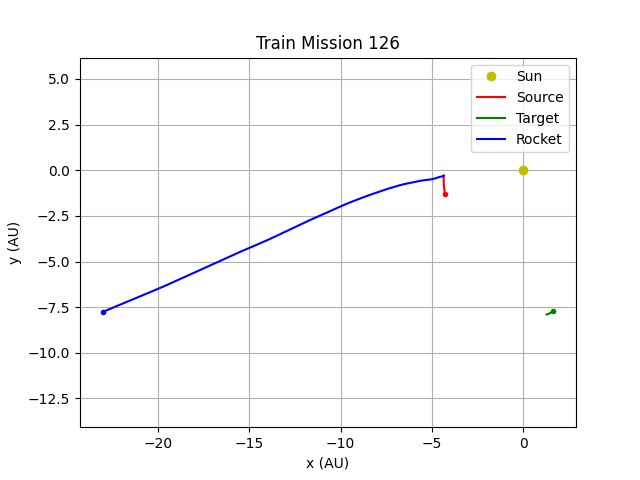 Train Mission 126
Sun
Source
Target
Rocket
5.0
2.5
0.0
−2.5
−5.0
−7.5
−10.0
−12.5
y (AU)
−20 −15 −10 −5 0
x (AU)